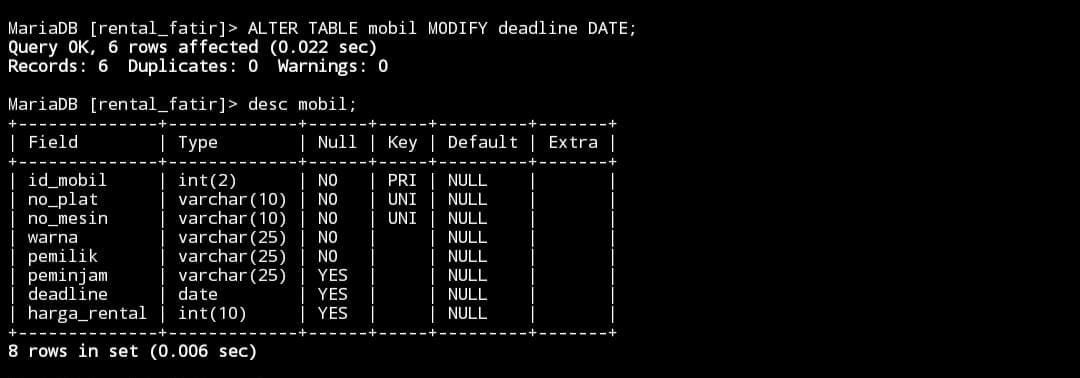 MariaDB [rental_fatir]> ALTER TABLE mobil MODIFY deadline DATE;
Query OK, 6 rows affected (0.022 sec)
Records: 6  Duplicates: 0  Warnings: 0

MariaDB [rental_fatir]> desc mobil;
+--------------+-------------+------+-----+---------+-------+
| Field        | Type        | Null | Key | Default | Extra |
+--------------+-------------+------+-----+---------+-------+
| id_mobil     | int(2)      | NO   | PRI | NULL    |       |
| no_plat      | varchar(10) | NO   | UNI | NULL    |       |
| no_mesin     | varchar(10) | NO   | UNI | NULL    |       |
| warna        | varchar(25) | NO   |     | NULL    |       |
| pemilik      | varchar(25) | NO   |     | NULL    |       |
| peminjam     | varchar(25) | YES  |     | NULL    |       |
| deadline     | date        | YES  |     | NULL    |       |
| harga_rental | int(10)     | YES  |     | NULL    |       |
+--------------+-------------+------+-----+---------+-------+
8 rows in set (0.006 sec)